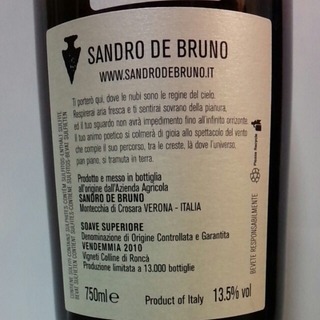 SANDRO DE BRUNO
WWW.SANDRODEBRUNO.IT
Ti porterò qui, dove le nubi sono le regine del cielo.
Respirerai aria fresca e ti sentirai sovrano della pianura,
ed il tuo sguardo non avrà impedimento fino all'infinito orizzonte.
Il tuo animo poetico si colmerà di gioia allo spettacolo del vento
che compie il suo percorso, tra le creste, là dove l'universo,
pian piano, si tramuta in terra.
Prodotto e messo in bottiglia
all'origine dall'Azienda Agricola
SANDRO DE BRUNO
Montecchia di Crosara VERONA - ITALIA
SOAVE SUPERIORE
Denominazione di Origine Controllata e Garantita
VENDEMMIA 2010
Vigneti Colline di Roncà
Produzione limitata a 13.000 bottiglie
750ml e
Product of Italy
13.5% vol
BEVETE RESPONSABILMENTE